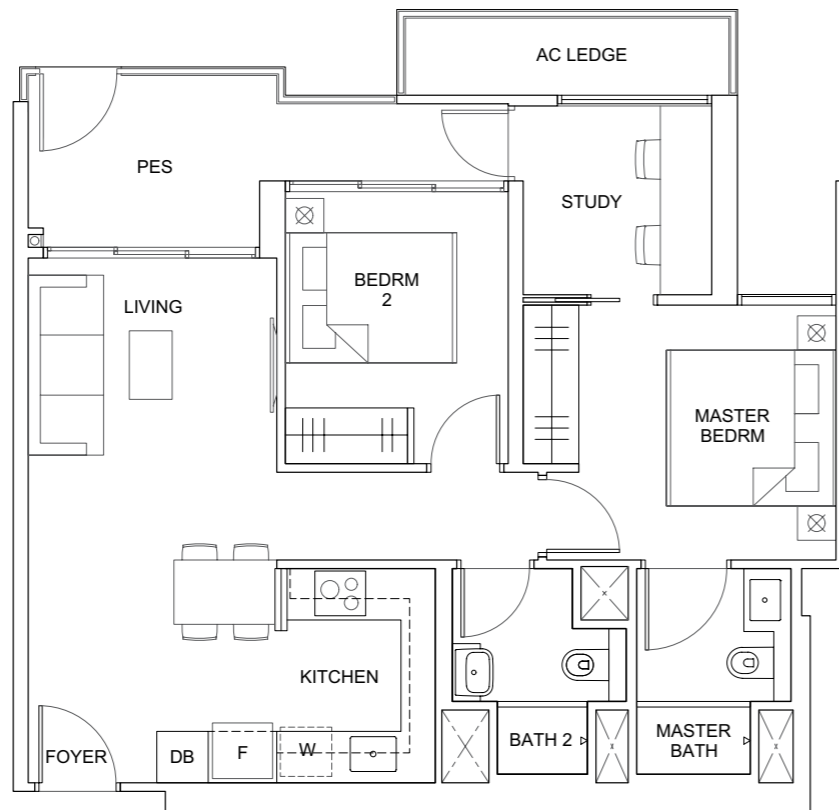 AC LEDGE
PES
STUDY
BEDRM
2
LIVING
MASTER
BEDRM
KITCHEN
FOYER
DB
F
W
BATH 2
MASTER
BATH